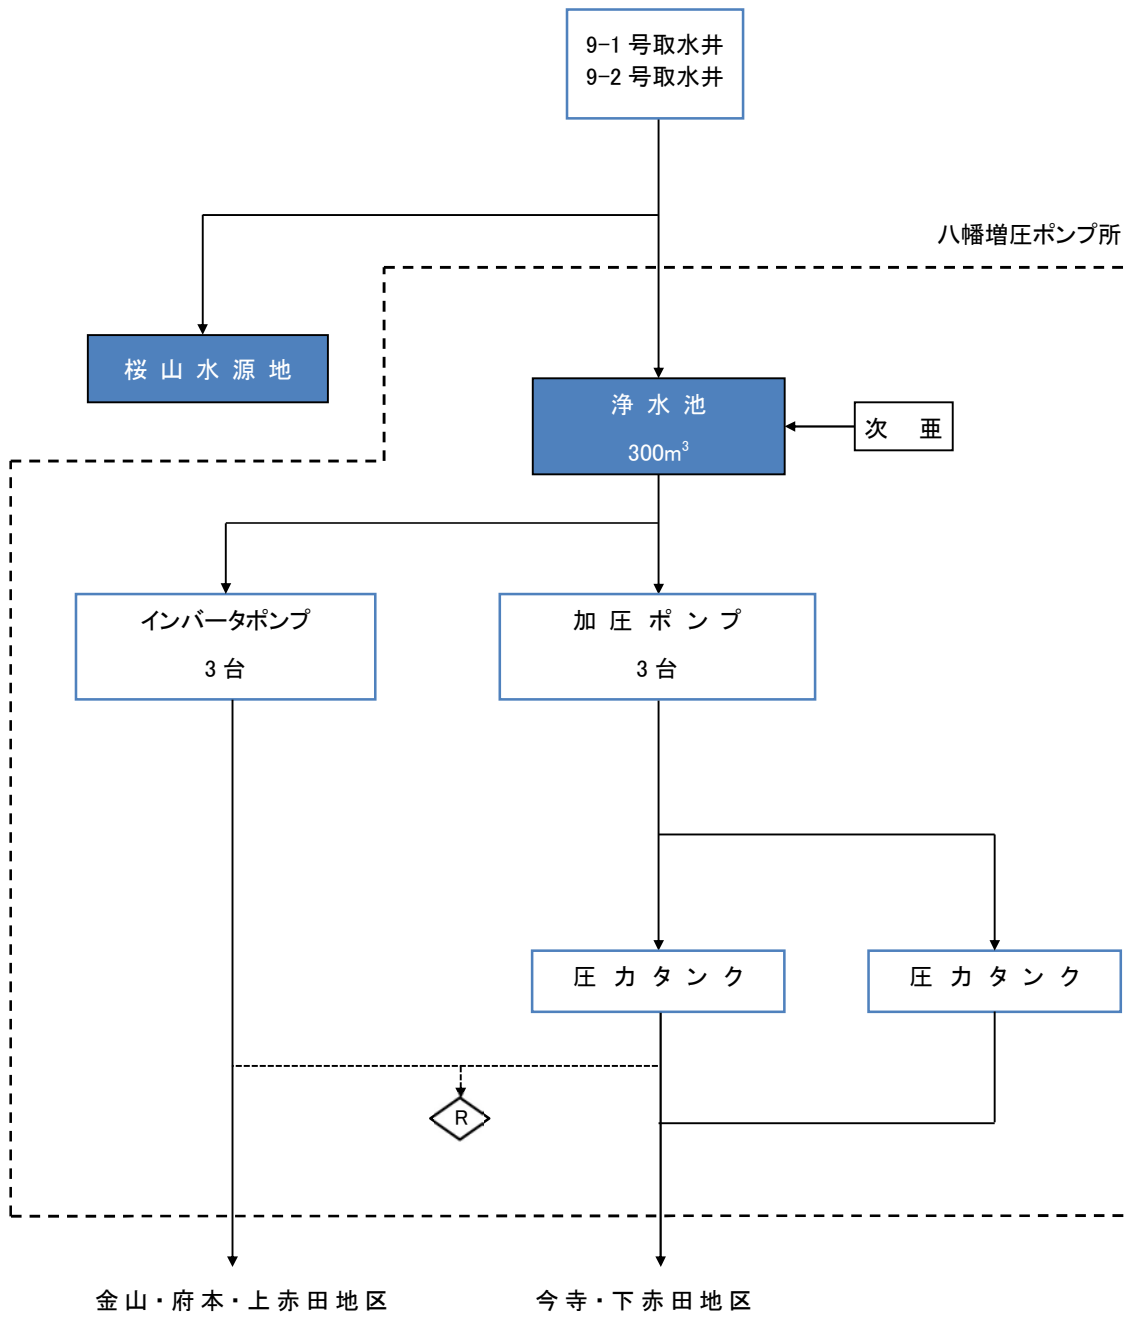 9-1 号取水井
9-2 号取水井
八幡増圧ポンプ所
桜山水源地
浄水池
300m³
次 亜
インバータポンプ
3 台
加圧ポンプ
3 台
圧力タンク
圧力タンク
R
金山・府本・上赤田地区
今寺・下赤田地区